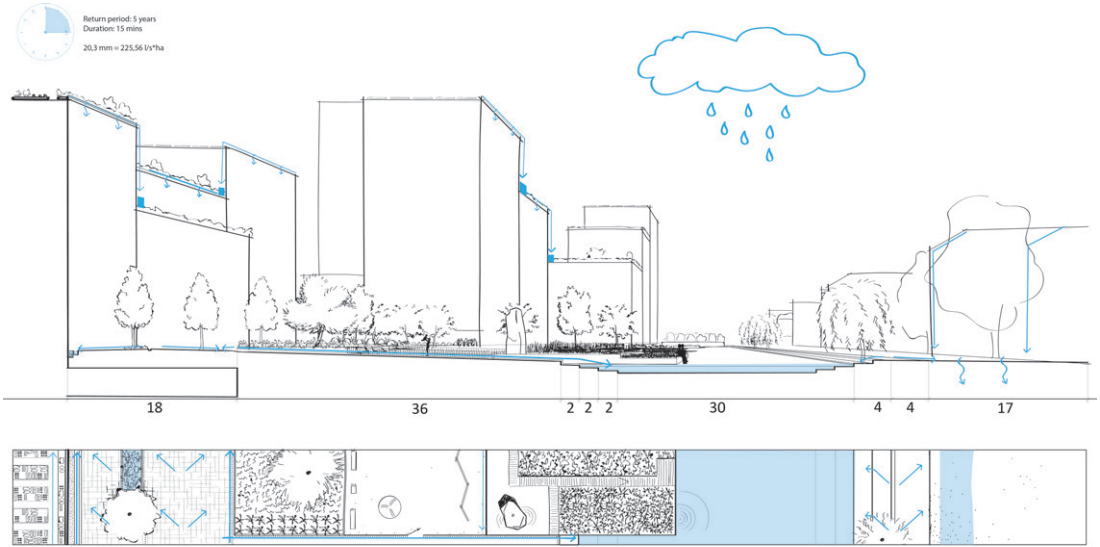 Return period: 5 years
Duration: 15 mins
20,3 mm = 225,56 l/s*ha
18 36 2 2 2 30 4 4 17